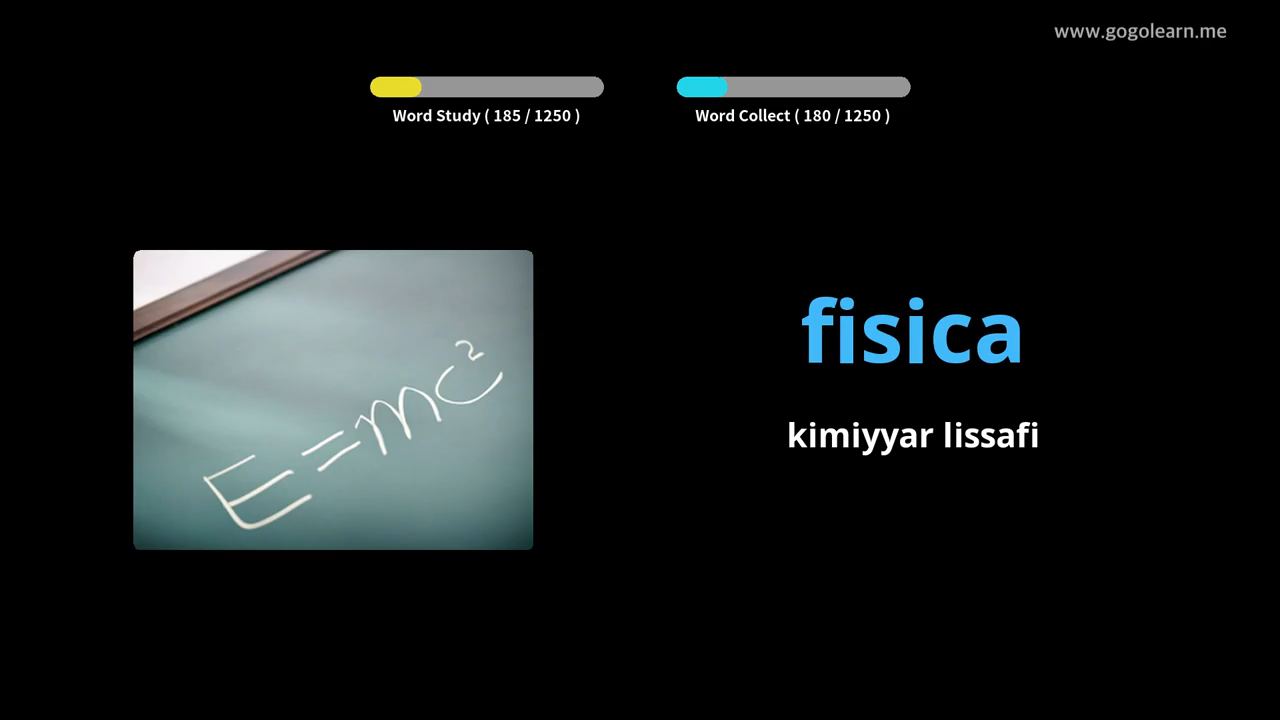 www.gogolearn.me
Word Study ( 185 / 1250 )
Word Collect ( 180 / 1250 )
E=mc²
fisica
kimiyyar lissafi